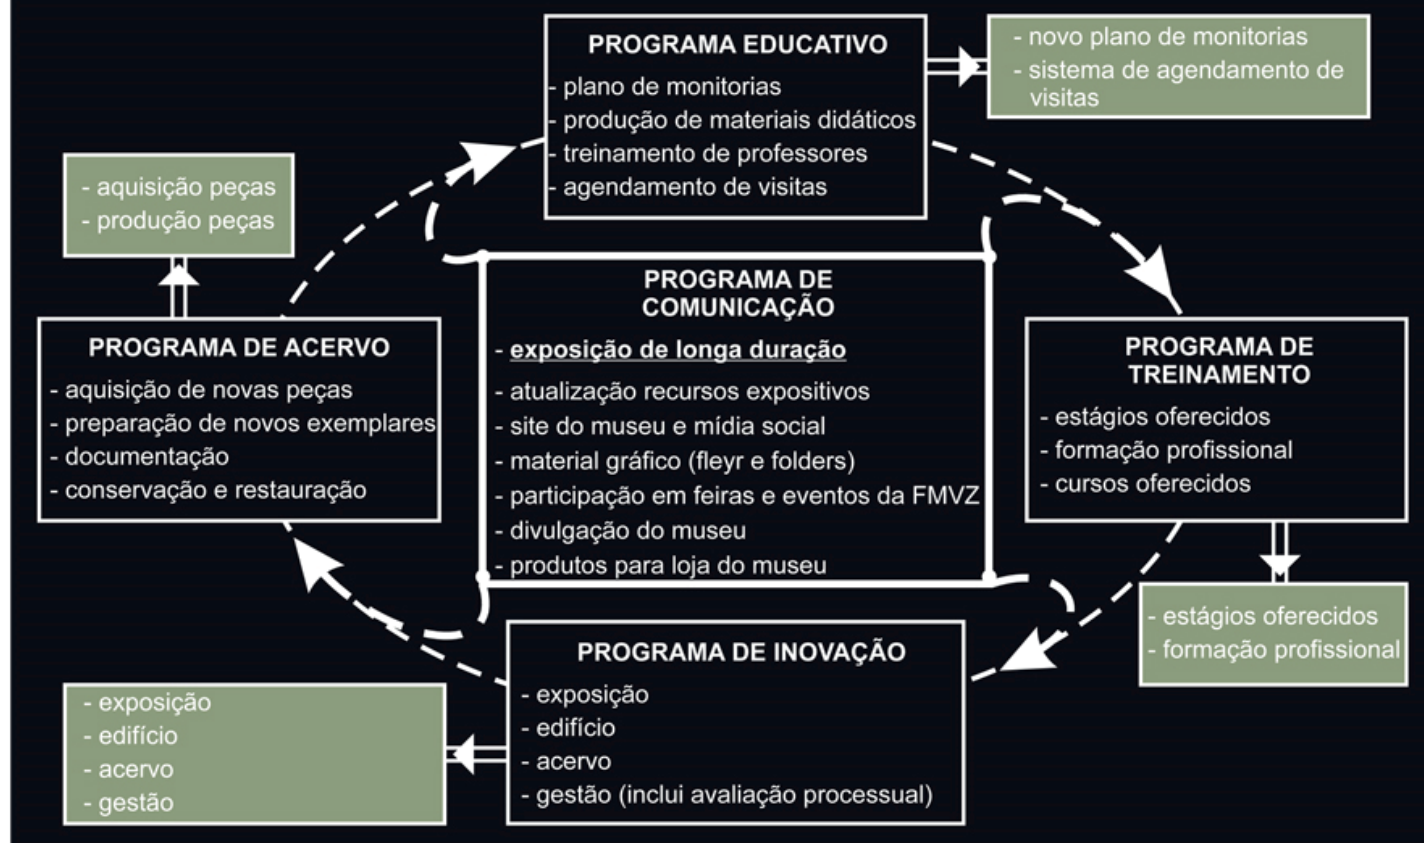 PROGRAMA EDUCATIVO
- plano de monitorias
- produção de materiais didáticos
- treinamento de professores
- agendamento de visitas
- novo plano de monitorias
- sistema de agendamento de
visitas
- aquisição peças
- produção peças
PROGRAMA DE ACERVO
- aquisição de novas peças
- preparação de novos exemplares
- documentação
- conservação e restauração
PROGRAMA DE
COMUNICAÇÃO
- exposição de longa duração
- atualização recursos expositivos
- site do museu e mídia social
- material gráfico (fleyr e folders)
- participação em feiras e eventos da FMVZ
- divulgação do museu
- produtos para loja do museu
PROGRAMA DE
TREINAMENTO
- estágios oferecidos
- formação profissional
- cursos oferecidos
- estágios oferecidos
- formação profissional
PROGRAMA DE INOVAÇÃO
- exposição
- edifício
- acervo
- gestão (inclui avaliação processual)
- exposição
- edifício
- acervo
- gestão